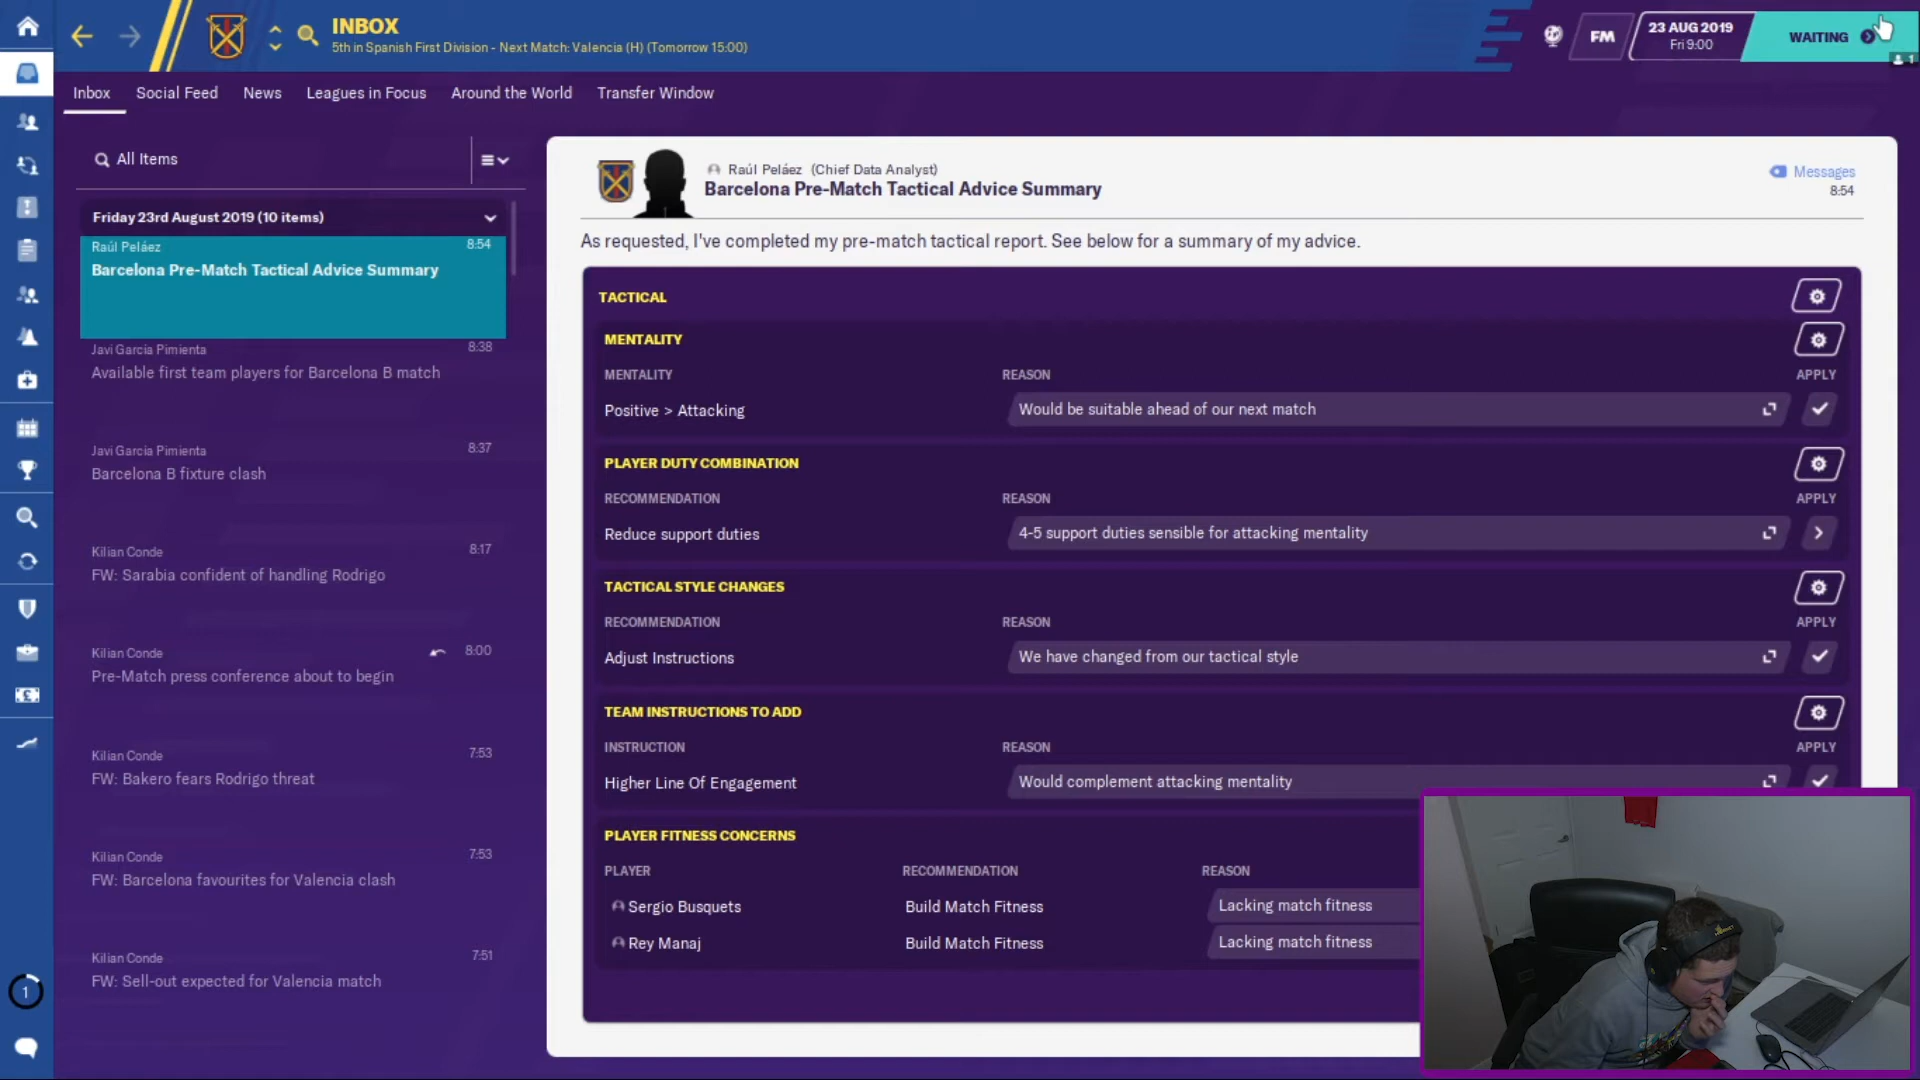 INBOX
5th in Spanish First Division - Next Match: Valencia (H) (Tomorrow 15:00)
FM
23 AUG 2019
Fri 9:00
WAITING
1
Inbox
Social Feed
News
Leagues in Focus
Around the World
Transfer Window
All Items
Friday 23rd August 2019 (10 items)
Raúl Peláez
8:54
Barcelona Pre-Match Tactical Advice Summary
Javi García Pimienta
8:38
Available first team players for Barcelona B match
Javi García Pimienta
8:37
Barcelona B fixture clash
Kilian Conde
8:17
FW: Sarabia confident of handling Rodrigo
Kilian Conde
8:00
Pre-Match press conference about to begin
Kilian Conde
7:53
FW: Bakero fears Rodrigo threat
Kilian Conde
7:53
FW: Barcelona favourites for Valencia clash
Kilian Conde
7:51
FW: Sell-out expected for Valencia match
1
Raúl Peláez (Chief Data Analyst)
Barcelona Pre-Match Tactical Advice Summary
Messages
8:54
As requested, I've completed my pre-match tactical report. See below for a summary of my advice.
TACTICAL
MENTALITY
MENTALITY REASON APPLY
Positive > Attacking Would be suitable ahead of our next match
PLAYER DUTY COMBINATION
RECOMMENDATION REASON APPLY
Reduce support duties 4-5 support duties sensible for attacking mentality
TACTICAL STYLE CHANGES
RECOMMENDATION REASON APPLY
Adjust Instructions We have changed from our tactical style
TEAM INSTRUCTIONS TO ADD
INSTRUCTION REASON APPLY
Higher Line Of Engagement Would complement attacking mentality
PLAYER FITNESS CONCERNS
PLAYER RECOMMENDATION REASON
Sergio Busquets Build Match Fitness Lacking match fitness
Rey Manaj Build Match Fitness Lacking match fitness